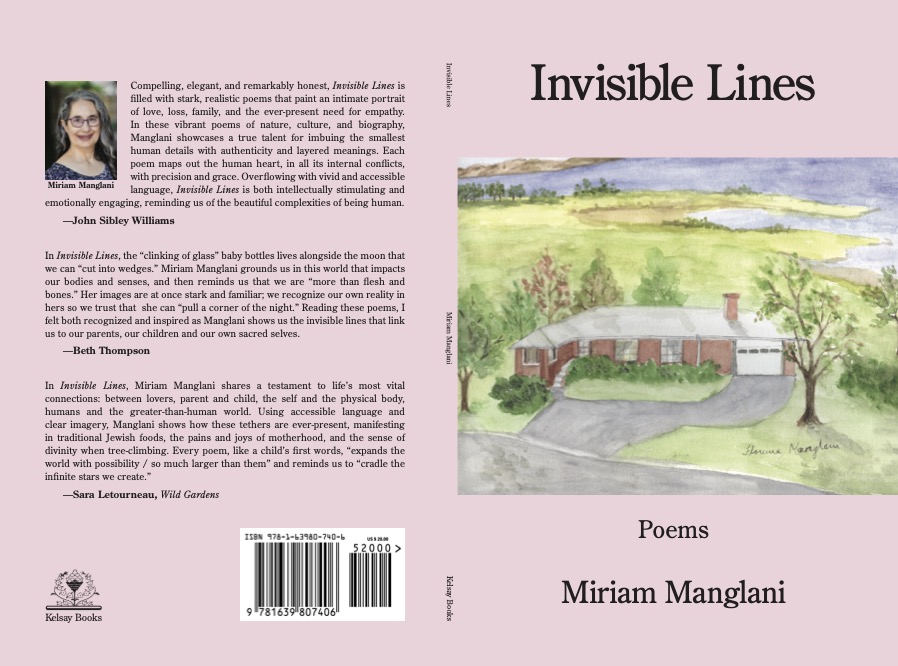 Compelling, elegant, and remarkably honest, Invisible Lines is
filled with stark, realistic poems that paint an intimate portrait
of love, loss, family, and the ever-present need for empathy.
In these vibrant poems of nature, culture, and biography,
Manglani showcases a true talent for imbuing the smallest
human details with authenticity and layered meanings. Each
poem maps out the human heart, in all its internal conflicts,
with precision and grace. Overflowing with vivid and accessible
language, Invisible Lines is both intellectually stimulating and
emotionally engaging, reminding us of the beautiful complexities of being human.
Miriam Manglani
—John Sibley Williams
In Invisible Lines, the “clinking of glass” baby bottles lives alongside the moon that
we can “cut into wedges.” Miriam Manglani grounds us in this world that impacts
our bodies and senses, and then reminds us that we are “more than flesh and
bones.” Her images are at once stark and familiar; we recognize our own reality in
hers so we trust that she can “pull a corner of the night.” Reading these poems, I
felt both recognized and inspired as Manglani shows us the invisible lines that link
us to our parents, our children and our own sacred selves.
—Beth Thompson
In Invisible Lines, Miriam Manglani shares a testament to life’s most vital
connections: between lovers, parent and child, the self and the physical body,
humans and the greater-than-human world. Using accessible language and
clear imagery, Manglani shows how these tethers are ever-present, manifesting
in traditional Jewish foods, the pains and joys of motherhood, and the sense of
divinity when tree-climbing. Every poem, like a child’s first words, “expands the
world with possibility / so much larger than them” and reminds us to “cradle the
infinite stars we create.”
—Sara Letourneau, Wild Gardens
ISBN 978-1-63980-740-6
US $ 20.00
52000 >
9 781639 807406
Kelsay Books
Invisible Lines
Miriam Manglani
Kelsay Books
Invisible Lines
Florence Manglani
Poems
Miriam Manglani